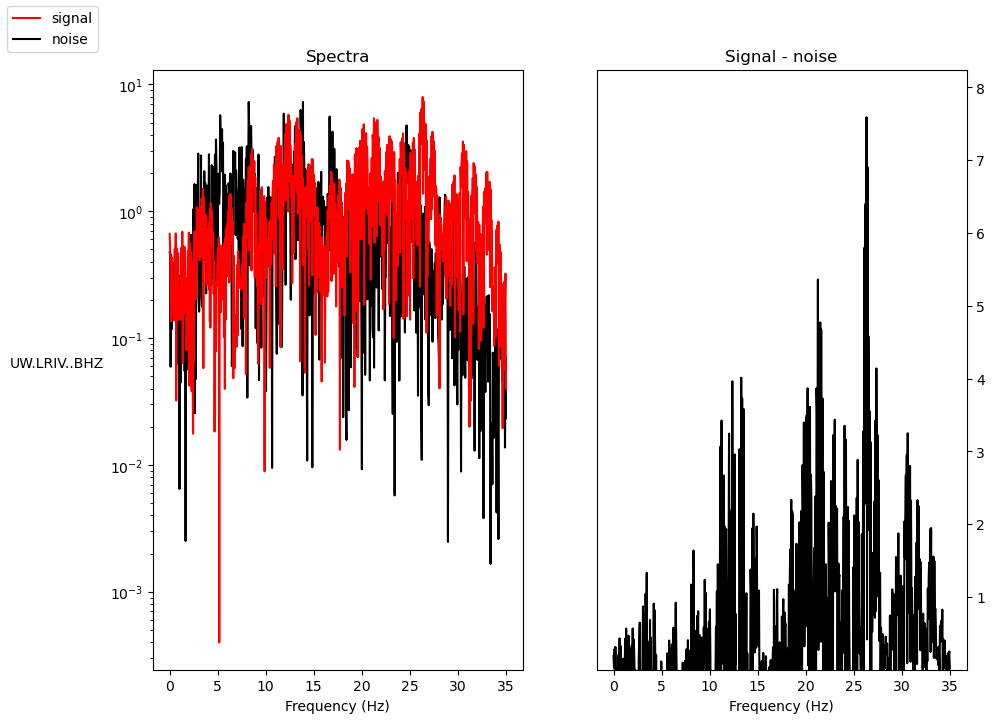 signal
noise
Spectra
Signal - noise
10¹
10⁰
10⁻¹
10⁻²
10⁻³
UW.LRIV..BHZ
0 5 10 15 20 25 30 35
Frequency (Hz)
8
7
6
5
4
3
2
1
0 5 10 15 20 25 30 35
Frequency (Hz)